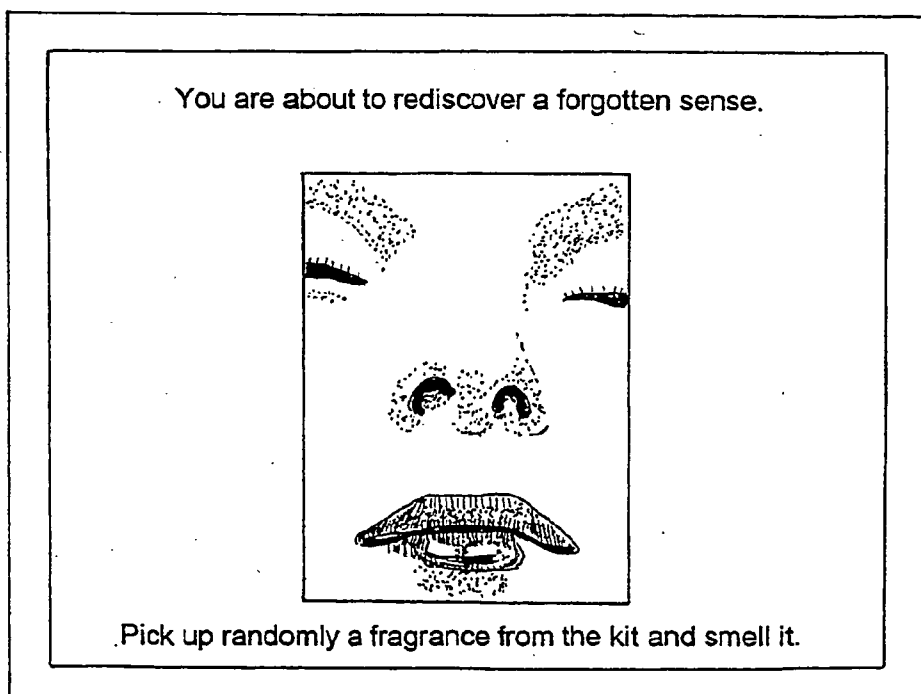 You are about to rediscover a forgotten sense.
Pick up randomly a fragrance from the kit and smell it.